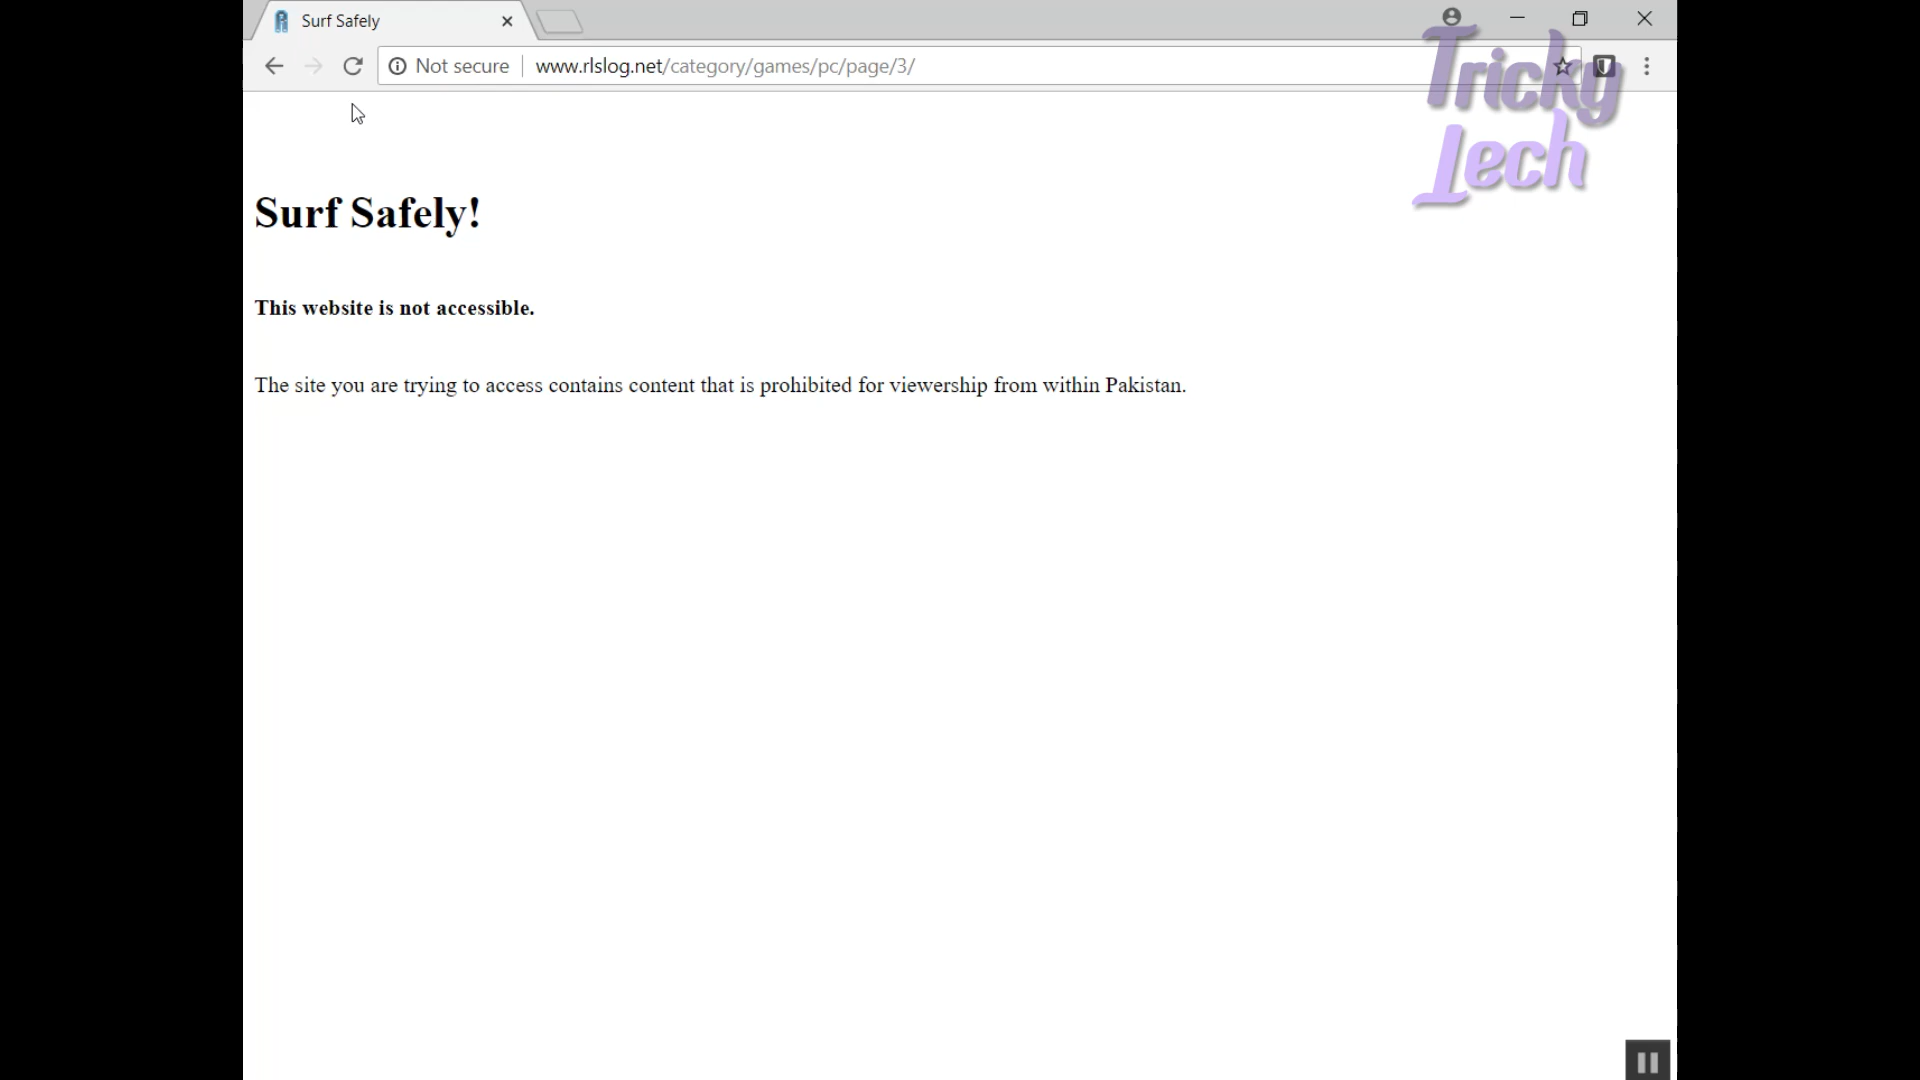 Surf Safely
Not secure www.rlslog.net/category/games/pc/page/3/
Tricky
Tech
Surf Safely!
This website is not accessible.
The site you are trying to access contains content that is prohibited for viewership from within Pakistan.